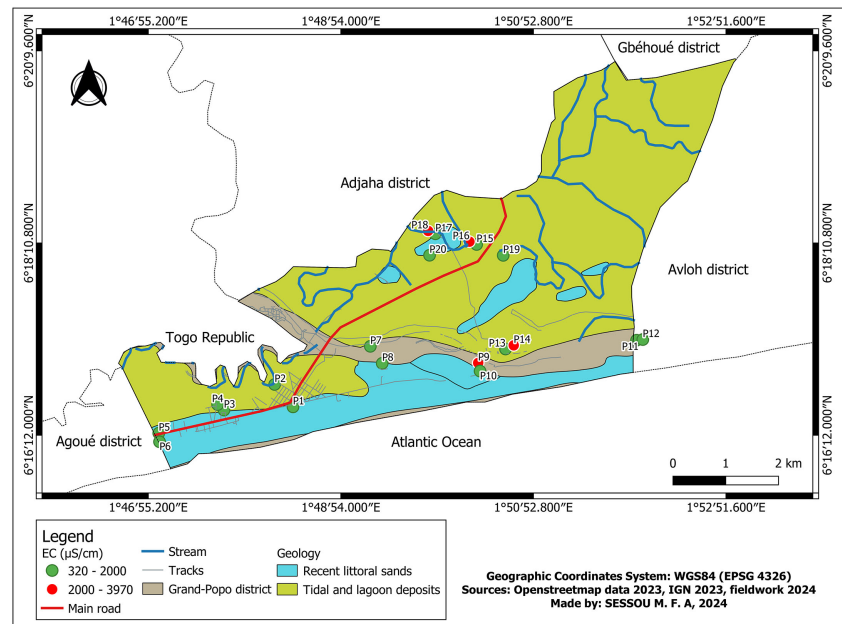 1°46′55.200″E 1°48′54.000″E 1°50′52.800″E 1°52′51.600″E
6°20′9.600″N 6°20′9.600″N
Gbéhoué district
Adjaha district
P18 P17
P16 P15
P20 P19
6°18′10.800″N 6°18′10.800″N
Avloh district
Togo Republic
P12
P7 P13 P14 P11
P8 P9
P10
P2
P4 P3 P1
P5
P6
Agoué district
Atlantic Ocean
6°16′12.000″N 6°16′12.000″N
0 1 2 km
1°46′55.200″E 1°48′54.000″E 1°50′52.800″E 1°52′51.600″E
Legend
EC (µS/cm) Stream Geology
320 - 2000 Tracks Recent littoral sands
2000 - 3970 Grand-Popo district Tidal and lagoon deposits
Main road
Geographic Coordinates System: WGS84 (EPSG 4326)
Sources: Openstreetmap data 2023, IGN 2023, fieldwork 2024
Made by: SESSOU M. F. A, 2024